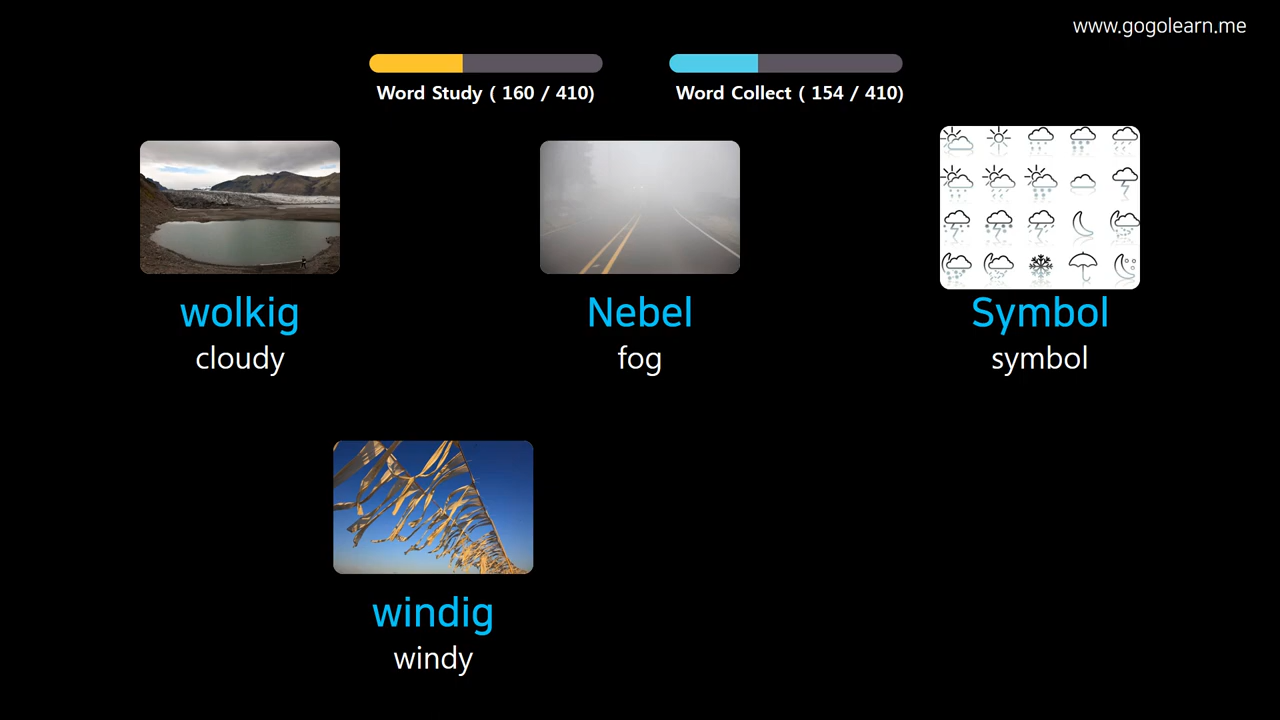 www.gogolearn.me
Word Study ( 160 / 410)
Word Collect ( 154 / 410)
wolkig
cloudy
Nebel
fog
Symbol
symbol
windig
windy